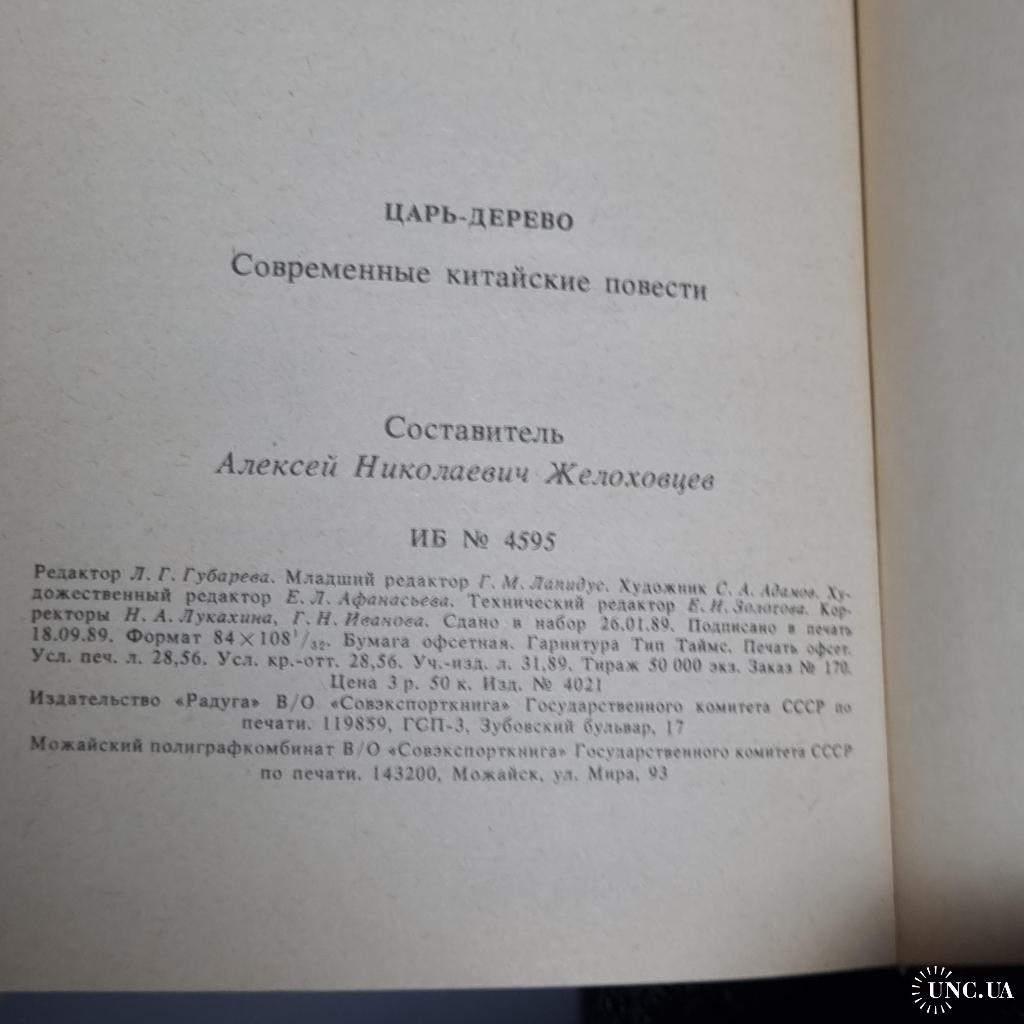 ЦАРЬ-ДЕРЕВО
Современные китайские повести
Составитель
Алексей Николаевич Желоховцев
ИБ № 4595
Редактор Л. Г. Губарева. Младший редактор Г. М. Лапидус. Художник С. А. Адамов. Ху-
дожественный редактор Е. Л. Афанасьева. Технический редактор Е. И. Зологова. Кор-
ректоры Н. А. Лукахина, Г. Н. Иванова. Сдано в набор 26.01.89. Подписано в печать
18.09.89. Формат 84×108¹/₃₂. Бумага офсетная. Гарнитура Тип Таймс. Печать офсет.
Усл. печ. л. 28,56. Усл. кр.-отт. 28,56. Уч.-изд. л. 31,89. Тираж 50 000 экз. Заказ № 170.
Цена 3 р. 50 к. Изд. № 4021
Издательство «Радуга» В/О «Совэкспорткнига» Государственного комитета СССР по
печати. 119859, ГСП-3, Зубовский бульвар, 17
Можайский полиграфкомбинат В/О «Совэкспорткнига» Государственного комитета СССР
по печати. 143200, Можайск, ул. Мира, 93
UNC.UA